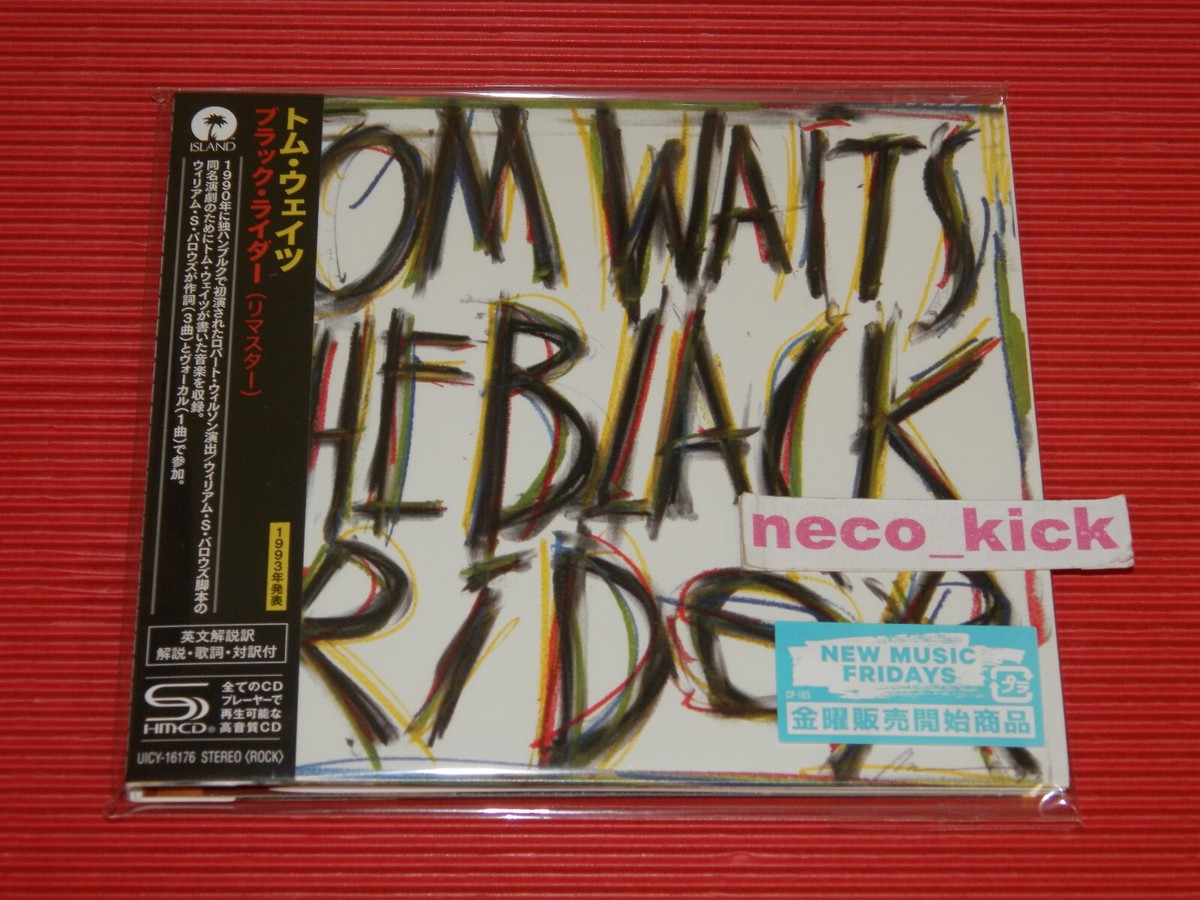 ISLAND
トム・ウェイツ
ブラック・ライダー（リマスター）
1990年に独ハンブルクで初演されたロバート・ウィルソン演出/ウィリアム・S・バロウズ脚本の
同名演劇のためにトム・ウェイツが書いた音楽を収録。
ウィリアム・S・バロウズが作詞（3曲）とヴォーカル（1曲）で参加。
1993年発表
英文解説訳
解説・歌詞・対訳付
SHM-CD®
全てのCD
プレーヤーで
再生可能な
高音質CD
UICY-16176 STEREO〈ROCK〉
OM WAITS
HE BLACK
RiDER
neco_kick
NEW MUSIC
FRIDAYS
CP-165
プラ
金曜販売開始商品